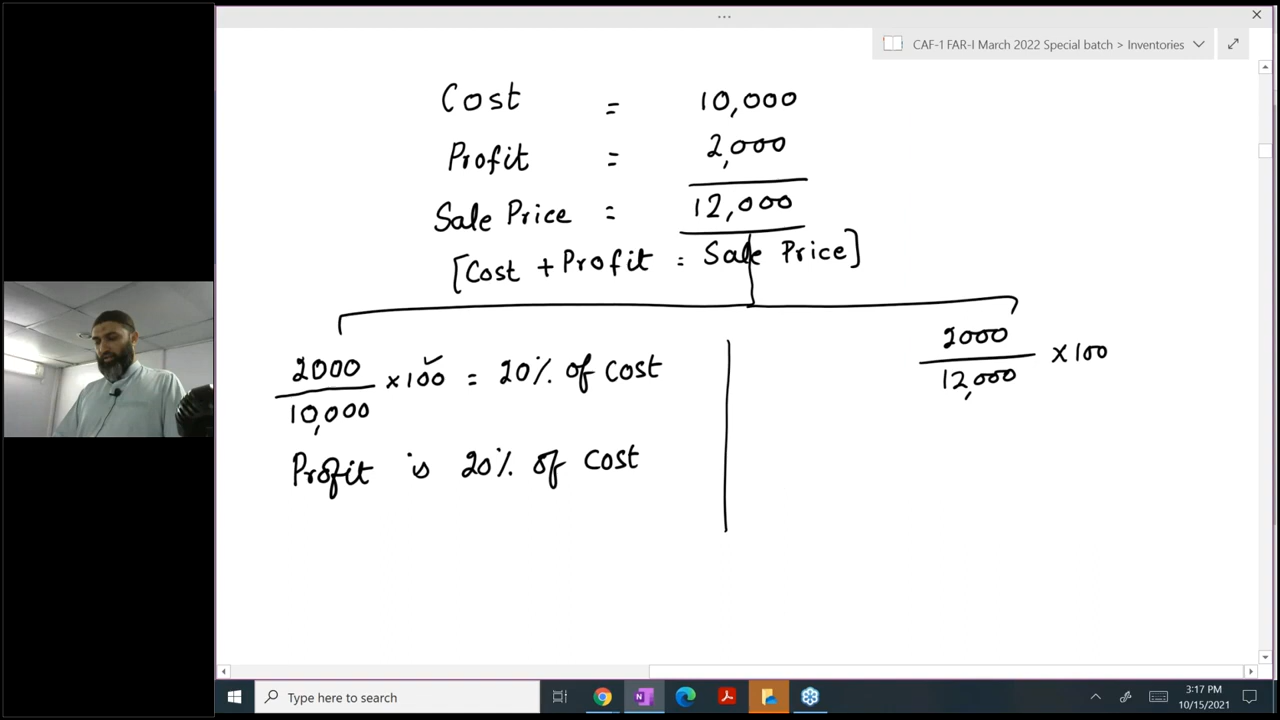 ...
CAF-1 FAR-I March 2022 Special batch > Inventories
Cost = 10,000
Profit = 2,000
Sale Price = 12,000
[Cost + Profit = Sale Price]
2000
10,000
×100 = 20% of cost
Profit is 20% of cost
2000
12,000
×100
Type here to search
3:17 PM
10/15/2021